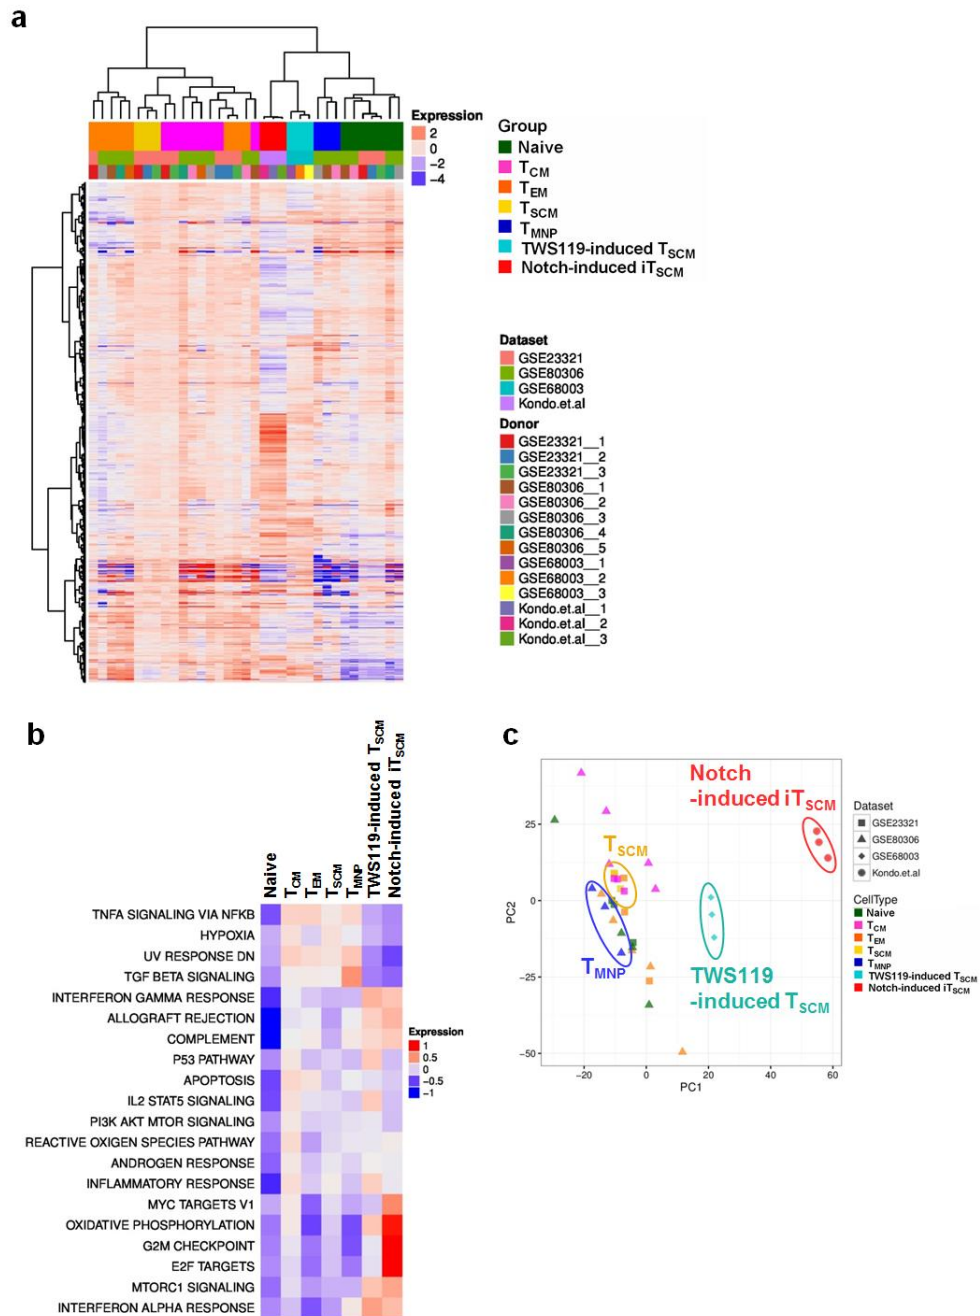 a
Expression
2
0
−2
−4
Group
Naive
TCM
TEM
TSCM
TMNP
TWS119-induced TSCM
Notch-induced iTSCM
Dataset
GSE23321
GSE80306
GSE68003
Kondo.et.al
Donor
GSE23321__1
GSE23321__2
GSE23321__3
GSE80306__1
GSE80306__2
GSE80306__3
GSE80306__4
GSE80306__5
GSE68003__1
GSE68003__2
GSE68003__3
Kondo.et.al__1
Kondo.et.al__2
Kondo.et.al__3
b
Naive
TCM
TEM
TSCM
TMNP
TWS119-induced TSCM
Notch-induced iTSCM
TNFA SIGNALING VIA NFKB
HYPOXIA
UV RESPONSE DN
TGF BETA SIGNALING
INTERFERON GAMMA RESPONSE
ALLOGRAFT REJECTION
COMPLEMENT
P53 PATHWAY
APOPTOSIS
IL2 STAT5 SIGNALING
PI3K AKT MTOR SIGNALING
REACTIVE OXIGEN SPECIES PATHWAY
ANDROGEN RESPONSE
INFLAMMATORY RESPONSE
MYC TARGETS V1
OXIDATIVE PHOSPHORYLATION
G2M CHECKPOINT
E2F TARGETS
MTORC1 SIGNALING
INTERFERON ALPHA RESPONSE
Expression
1
0.5
0
−0.5
−1
c
Notch
-induced iTSCM
TSCM
TMNP
TWS119
-induced TSCM
25
0
−25
−50
PC2
−20
0
20
40
60
PC1
Dataset
GSE23321
GSE80306
GSE68003
Kondo.et.al
CellType
Naive
TCM
TEM
TSCM
TMNP
TWS119-induced TSCM
Notch-induced iTSCM